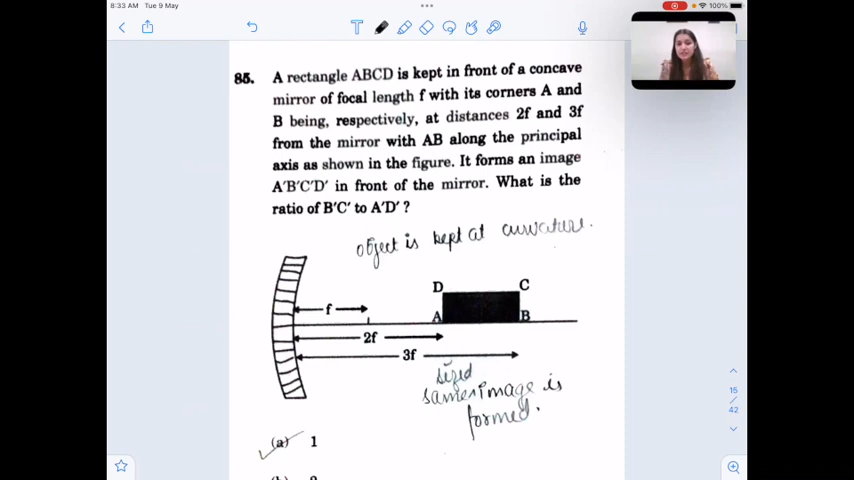 8:33 AM Tue 9 May
100%
85. A rectangle ABCD is kept in front of a concave
mirror of focal length f with its corners A and
B being, respectively, at distances 2f and 3f
from the mirror with AB along the principal
axis as shown in the figure. It forms an image
A'B'C'D' in front of the mirror. What is the
ratio of B'C' to A'D' ?
object is kept at curvature.
D C
f
A B
2f
3f
sized
same image is
formed.
(a) 1
15
/
42